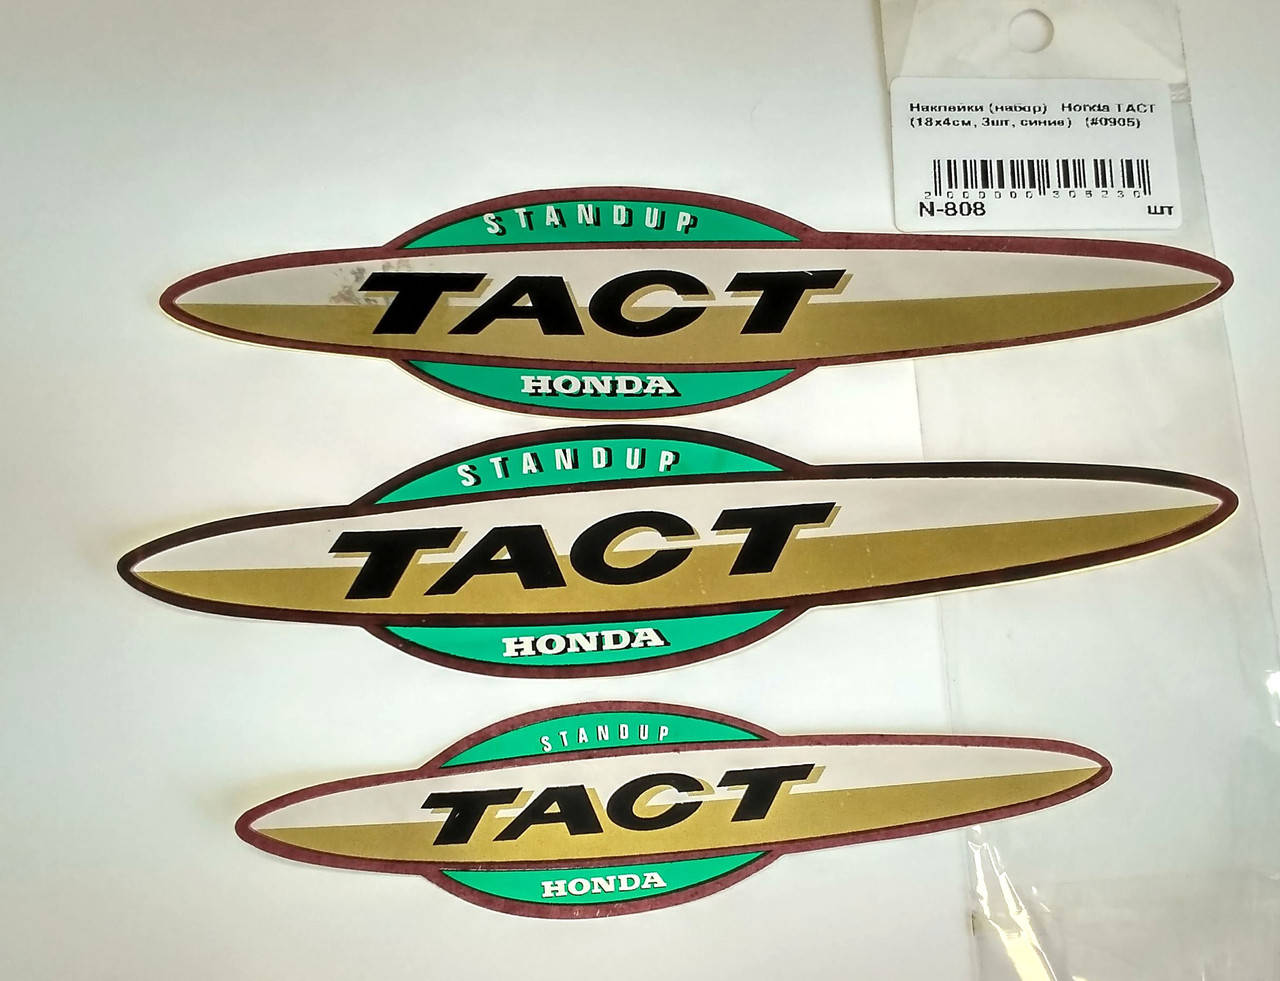 Наклейки (набор) Honda TACT
(18х4см, 3шт, синие) (#0905)
2000000305230
N-808 шт
STANDUP
TACT
HONDA
STANDUP
TACT
HONDA
STANDUP
TACT
HONDA